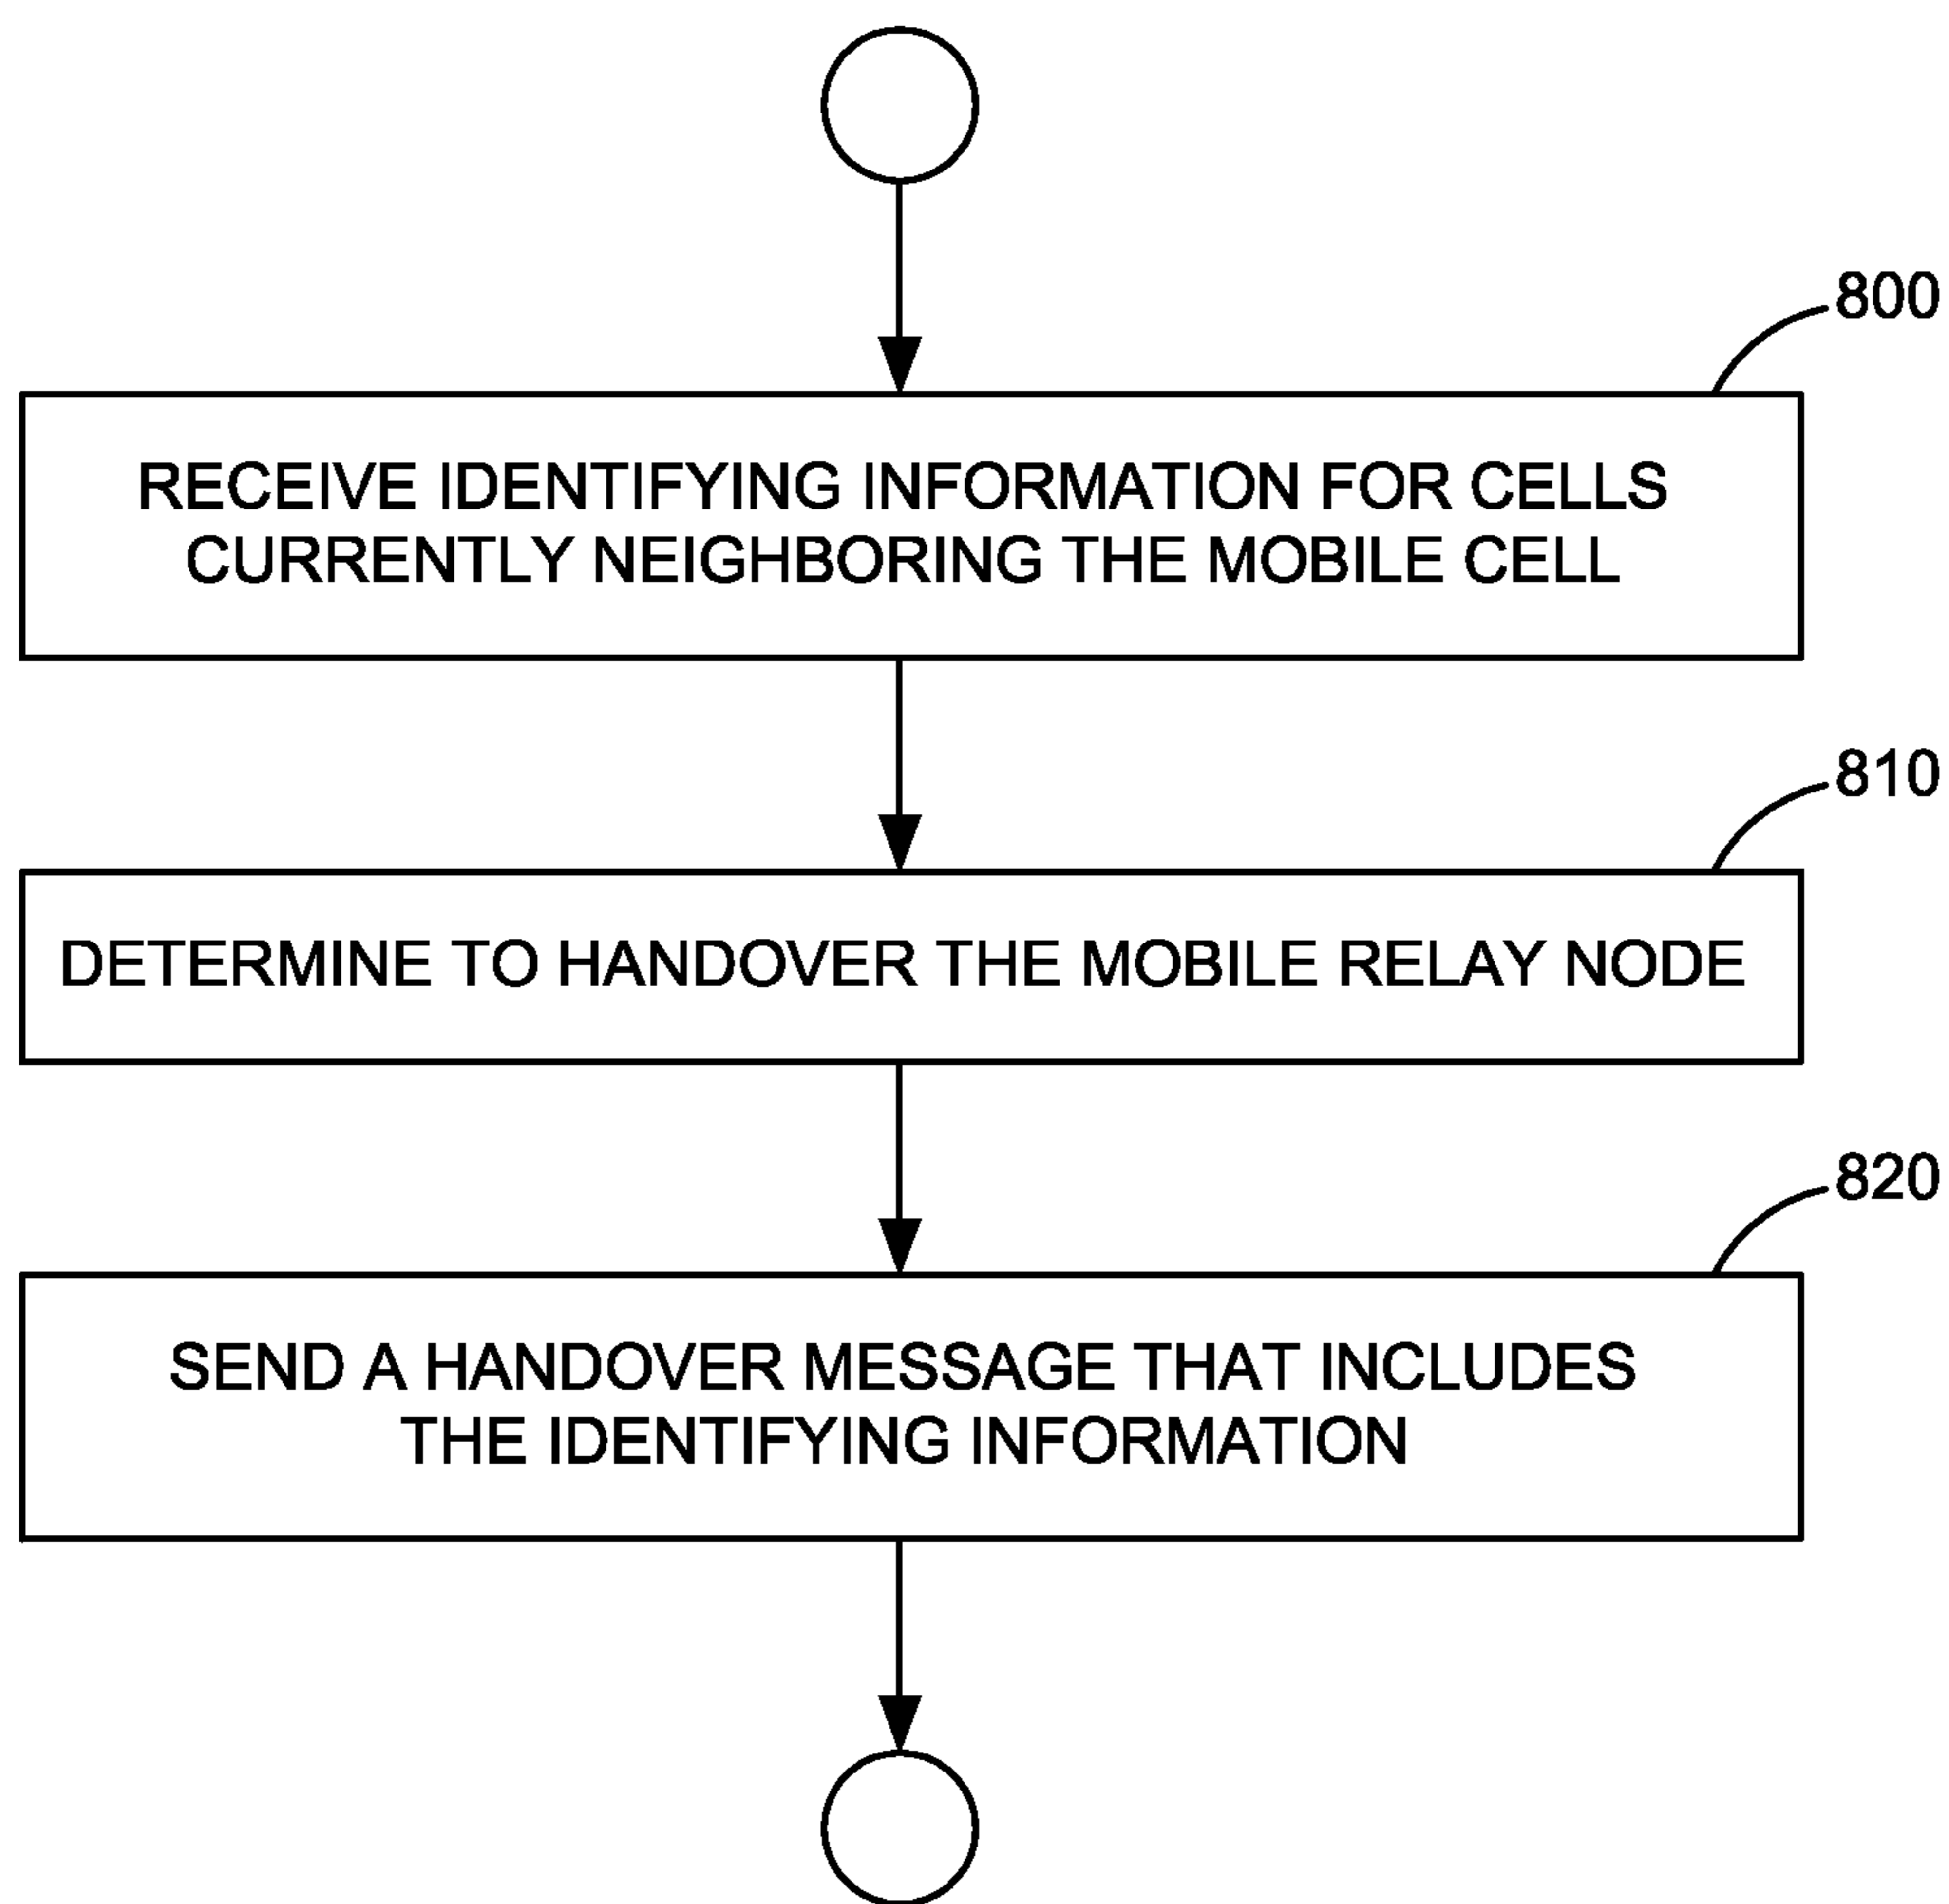 800
RECEIVE IDENTIFYING INFORMATION FOR CELLS
CURRENTLY NEIGHBORING THE MOBILE CELL
810
DETERMINE TO HANDOVER THE MOBILE RELAY NODE
820
SEND A HANDOVER MESSAGE THAT INCLUDES
THE IDENTIFYING INFORMATION